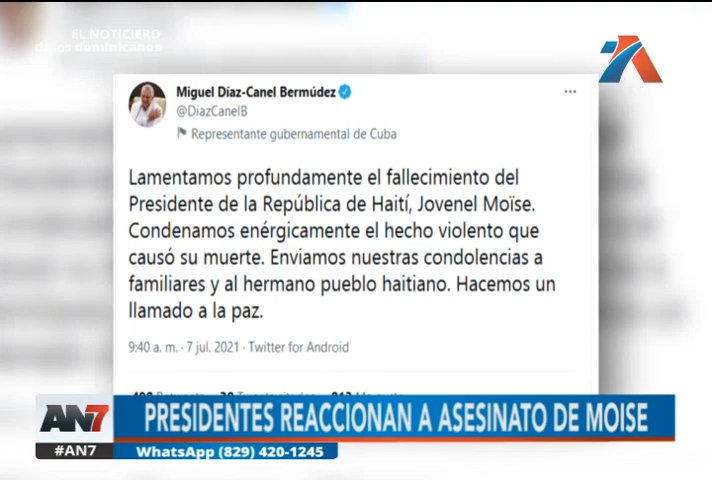 EL NOTICIERO
de los dominicanos
Miguel Díaz-Canel Bermúdez
@DiazCanelB
Representante gubernamental de Cuba
Lamentamos profundamente el fallecimiento del
Presidente de la República de Haití, Jovenel Moïse.
Condenamos enérgicamente el hecho violento que
causó su muerte. Enviamos nuestras condolencias a
familiares y al hermano pueblo haitiano. Hacemos un
llamado a la paz.
9:40 a. m. · 7 jul. 2021 · Twitter for Android
AN7
PRESIDENTES REACCIONAN A ASESINATO DE MOISE
#AN7
WhatsApp (829) 420-1245